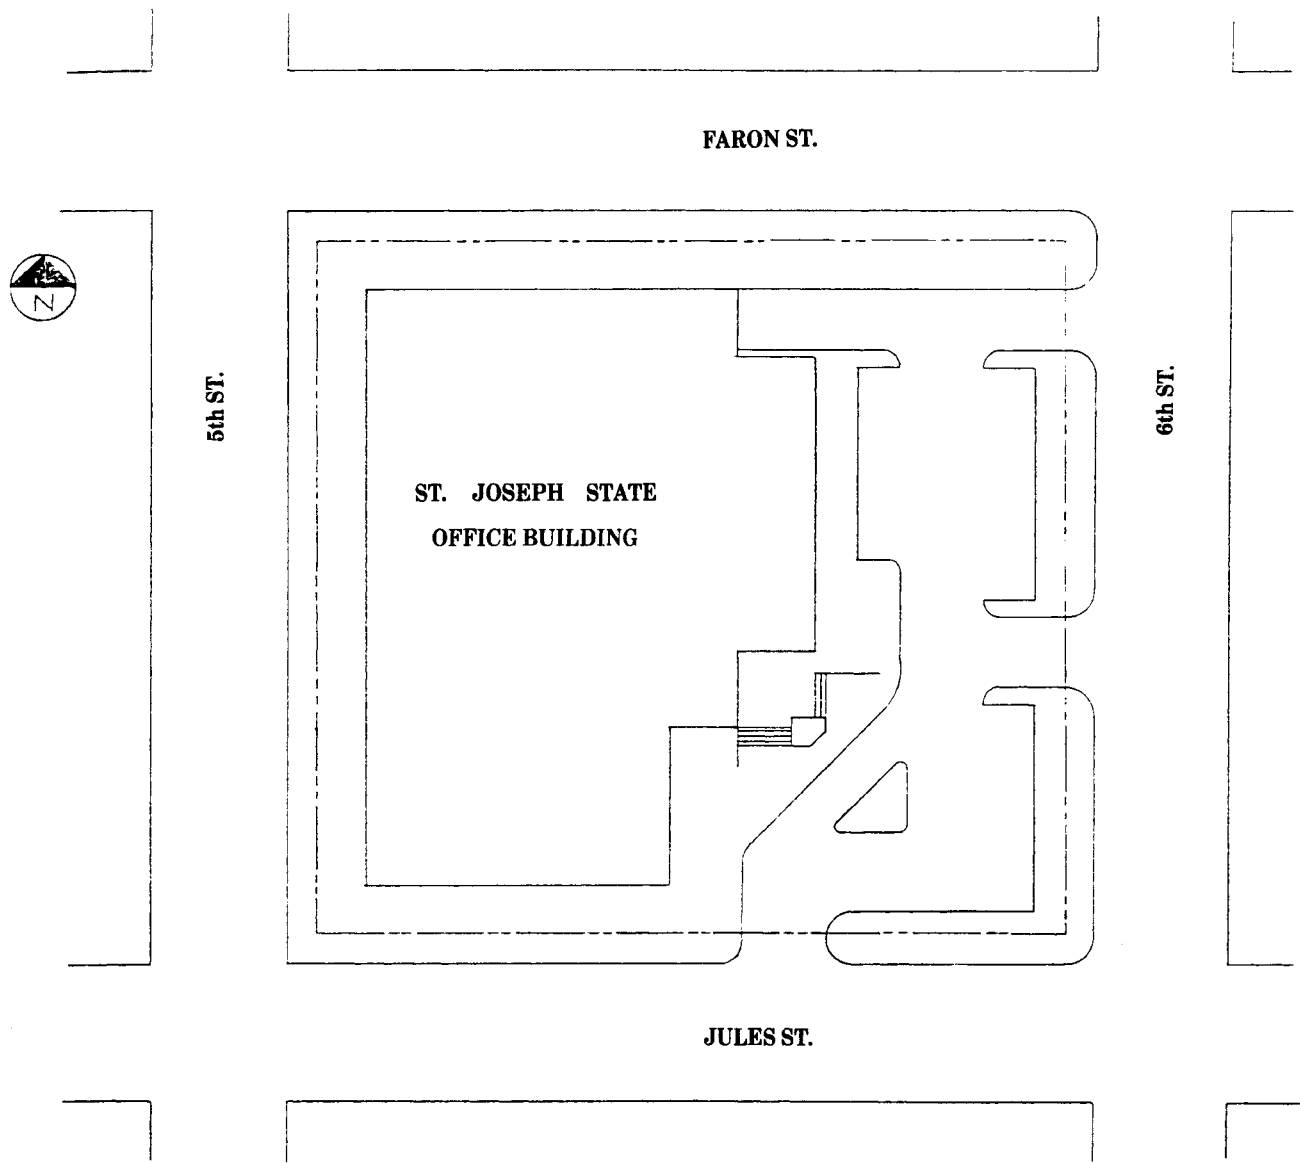 FARON ST.
N
5th ST.
6th ST.
ST. JOSEPH STATE
OFFICE BUILDING
JULES ST.